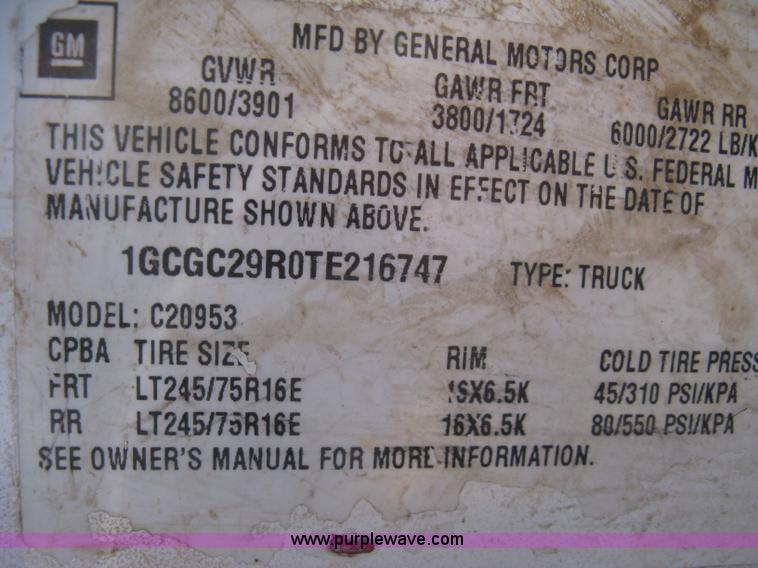 GM
MFD BY GENERAL MOTORS CORP
GVWR GAWR FRT GAWR RR
8600/3901 3800/1724 6000/2722 LB/K
THIS VEHICLE CONFORMS TO ALL APPLICABLE U.S. FEDERAL M
VEHICLE SAFETY STANDARDS IN EFFECT ON THE DATE OF
MANUFACTURE SHOWN ABOVE.
1GCGC29R0TE216747 TYPE: TRUCK
MODEL: C20953
CPBA TIRE SIZE RIM COLD TIRE PRESS
FRT LT245/75R16E 16X6.5K 45/310 PSI/KPA
RR LT245/75R16E 16X6.5K 80/550 PSI/KPA
SEE OWNER'S MANUAL FOR MORE INFORMATION.
www.purplewave.com